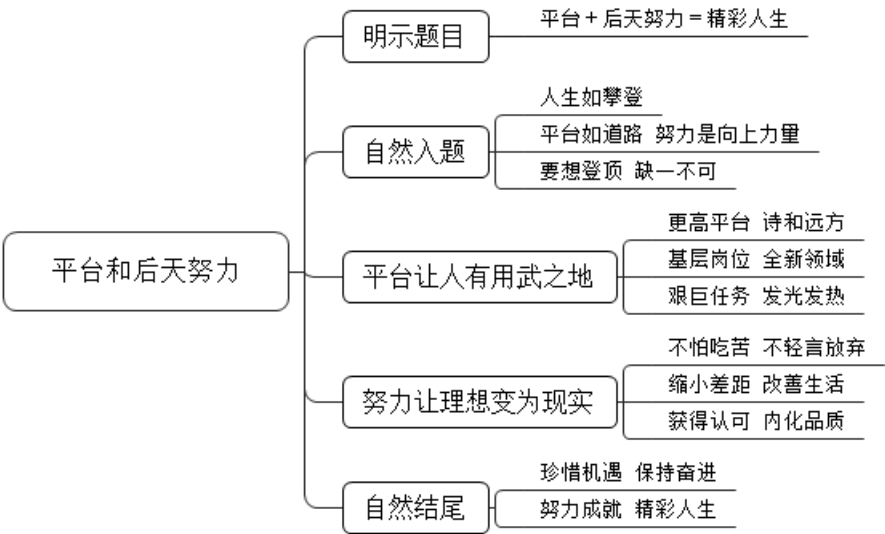 平台和后天努力
明示题目
平台＋后天努力＝精彩人生
自然入题
人生如攀登
平台如道路 努力是向上力量
要想登顶 缺一不可
平台让人有用武之地
更高平台 诗和远方
基层岗位 全新领域
艰巨任务 发光发热
努力让理想变为现实
不怕吃苦 不轻言放弃
缩小差距 改善生活
获得认可 内化品质
自然结尾
珍惜机遇 保持奋进
努力成就 精彩人生